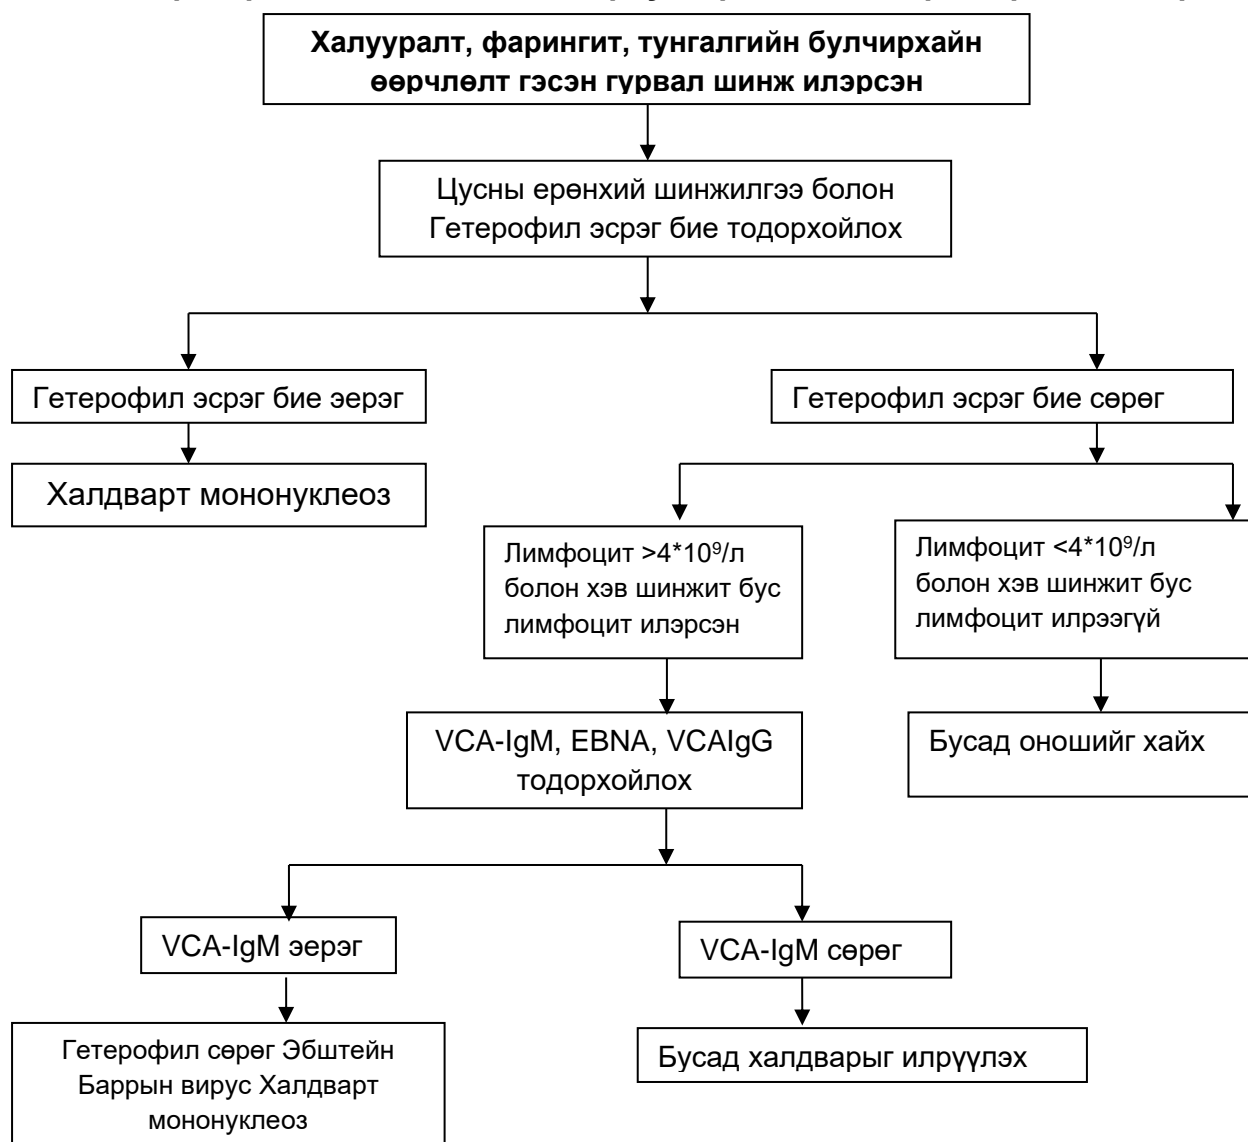 Халууралт, фарингит, тунгалгийн булчирхайн
өөрчлөлт гэсэн гурвал шинж илэрсэн
Цусны ерөнхий шинжилгээ болон
Гетерофил эсрэг бие тодорхойлох
Гетерофил эсрэг бие эерэг
Гетерофил эсрэг бие сөрөг
Халдварт мононуклеоз
Лимфоцит >4*10⁹/л
болон хэв шинжит бус
лимфоцит илэрсэн
Лимфоцит <4*10⁹/л
болон хэв шинжит бус
лимфоцит илрээгүй
VCA-IgM, EBNA, VCAIgG
тодорхойлох
Бусад оношийг хайх
VCA-IgM эерэг
VCA-IgM сөрөг
Гетерофил сөрөг Эбштейн
Баррын вирус Халдварт
мононуклеоз
Бусад халдварыг илрүүлэх